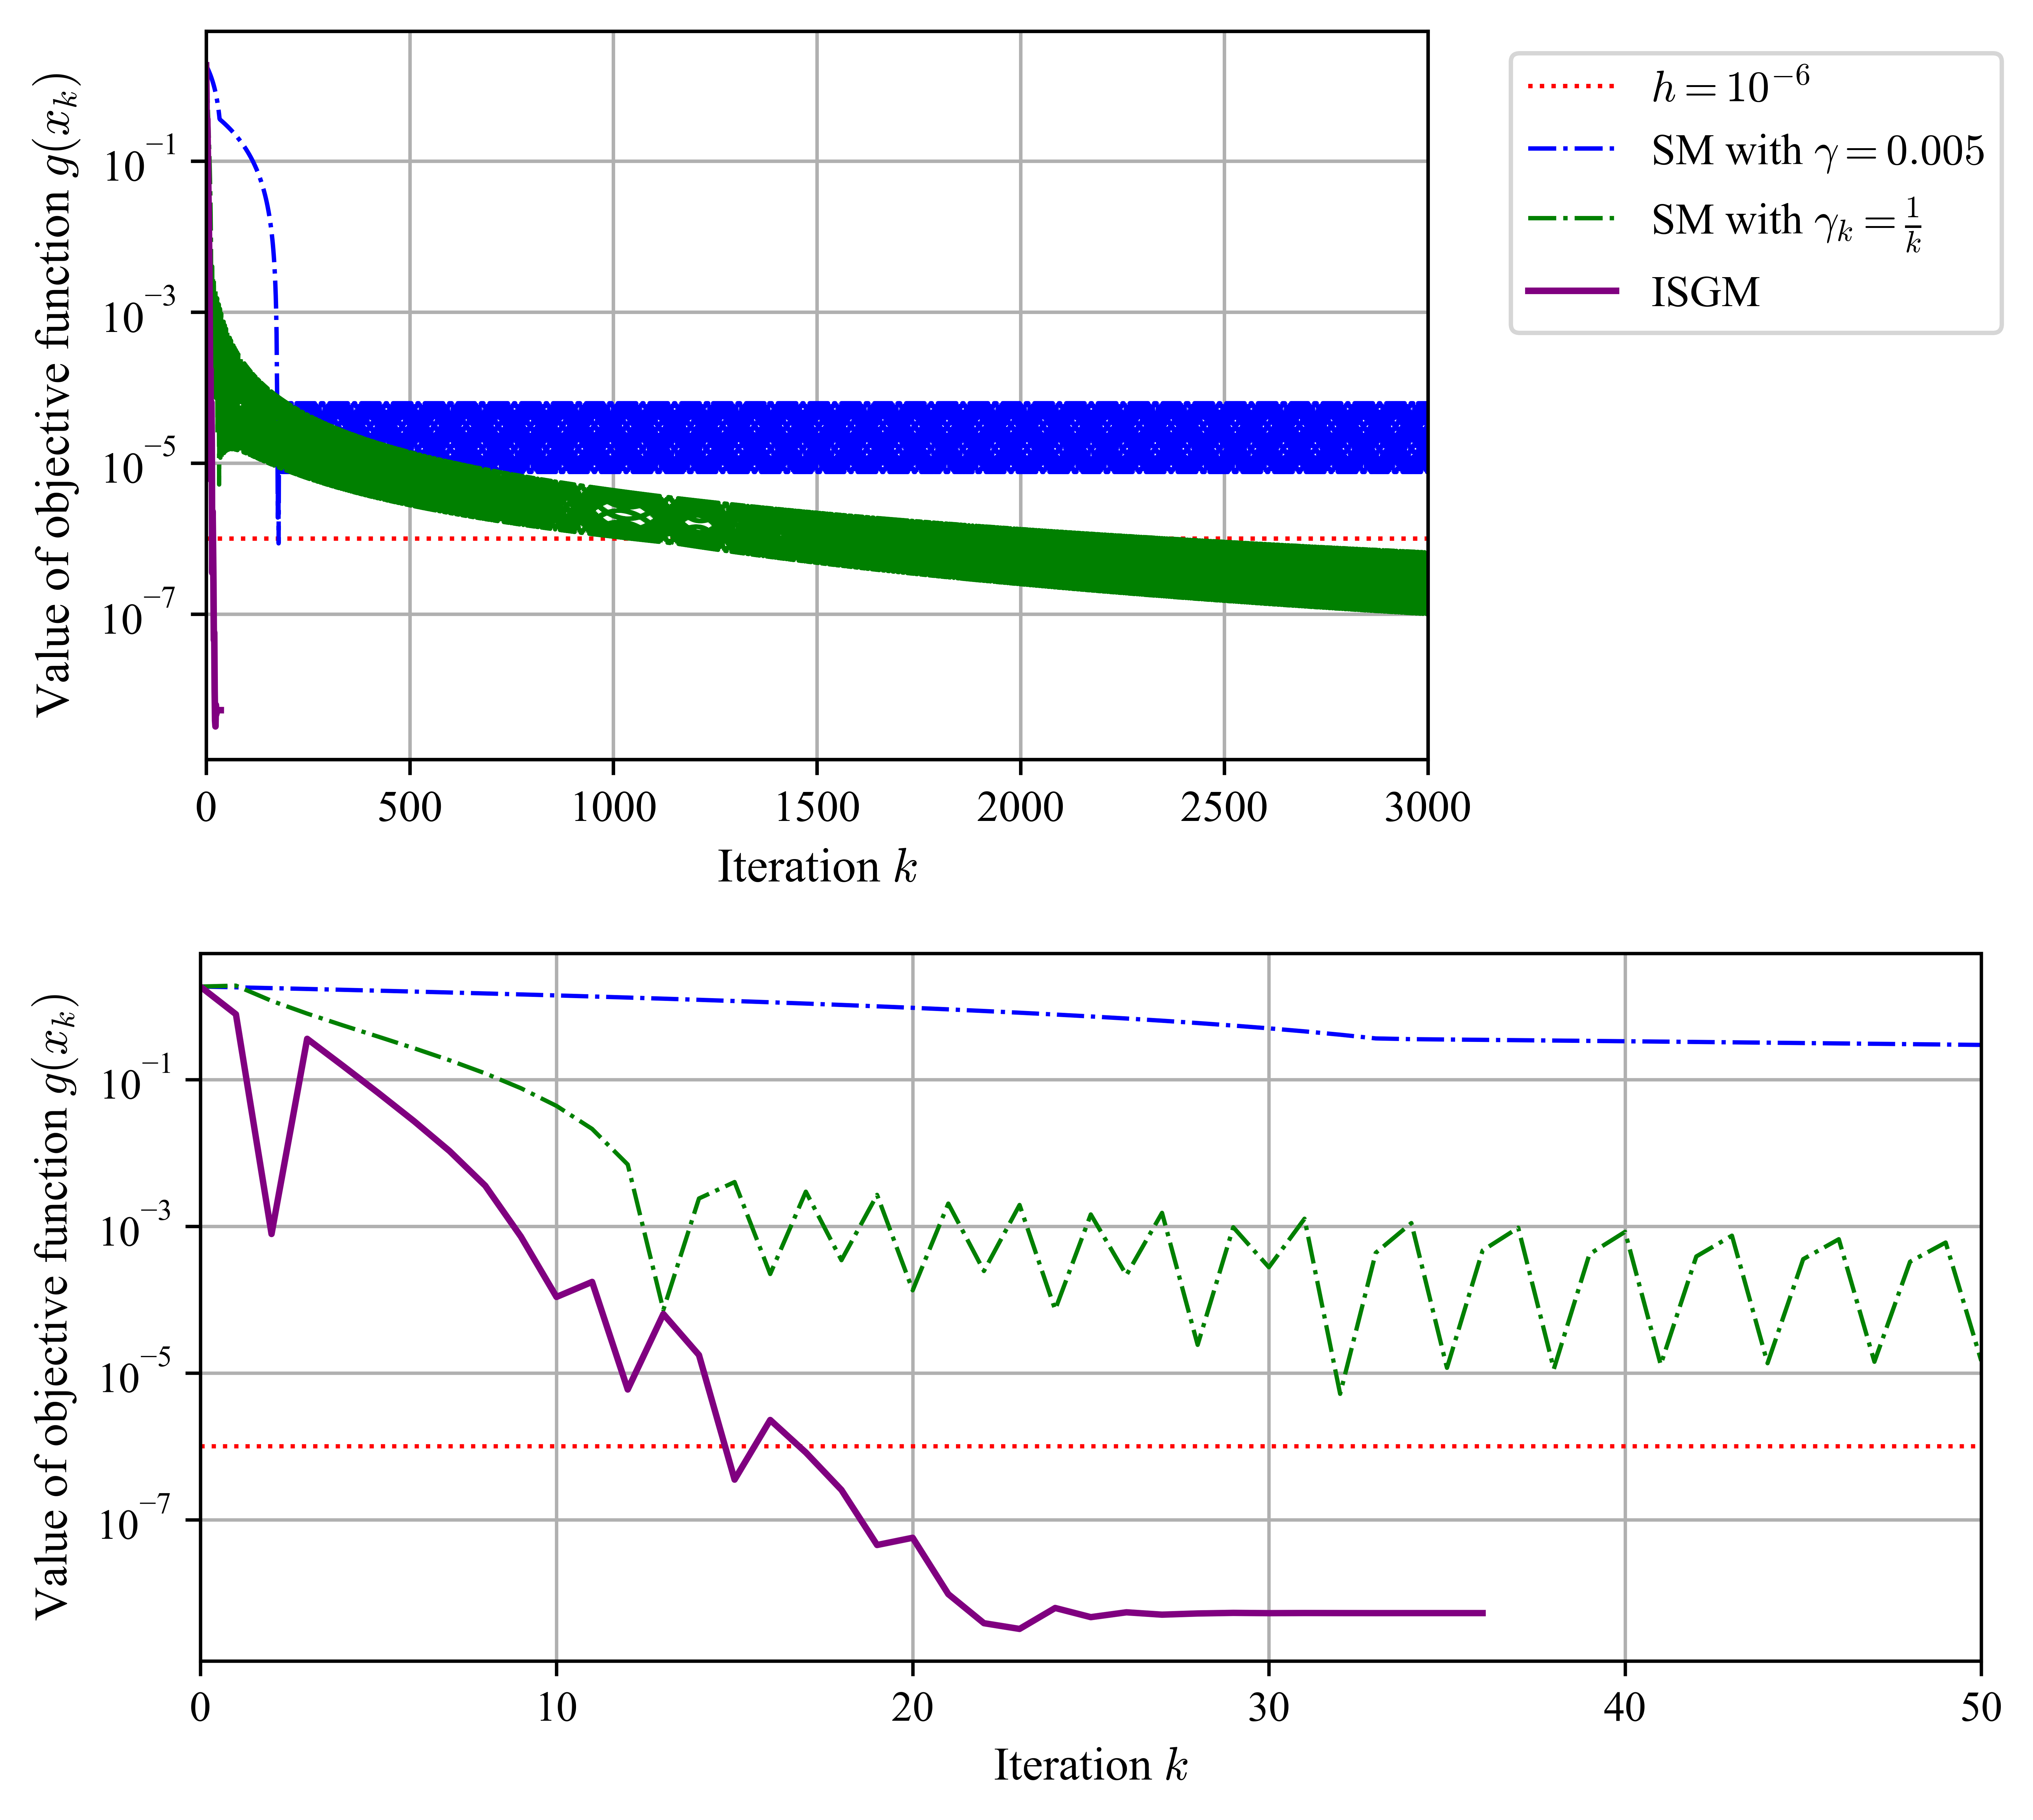 Value of objective function g(x_k)
10^{-1}
10^{-3}
10^{-5}
10^{-7}
0 500 1000 1500 2000 2500 3000
Iteration k
h = 10^{-6}
SM with γ = 0.005
SM with γ_k = \frac{1}{k}
ISGM
Value of objective function g(x_k)
10^{-1}
10^{-3}
10^{-5}
10^{-7}
0 10 20 30 40 50
Iteration k